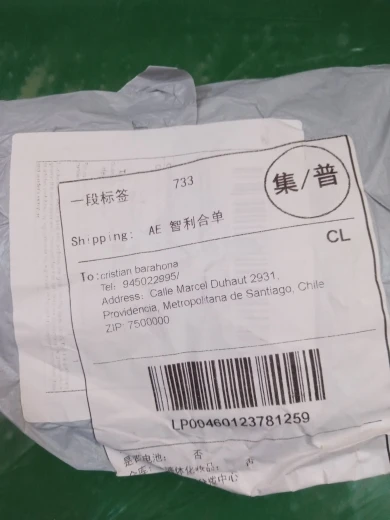 一段标签
733
集/普
Shipping: AE 智利合单
CL
To: cristian barahona
Tel: 945022895/
Address: Calle Marcel Duhaut 2931,
Providencia, Metropolitana de Santiago, Chile
ZIP: 7500000
LP00460123781259
否